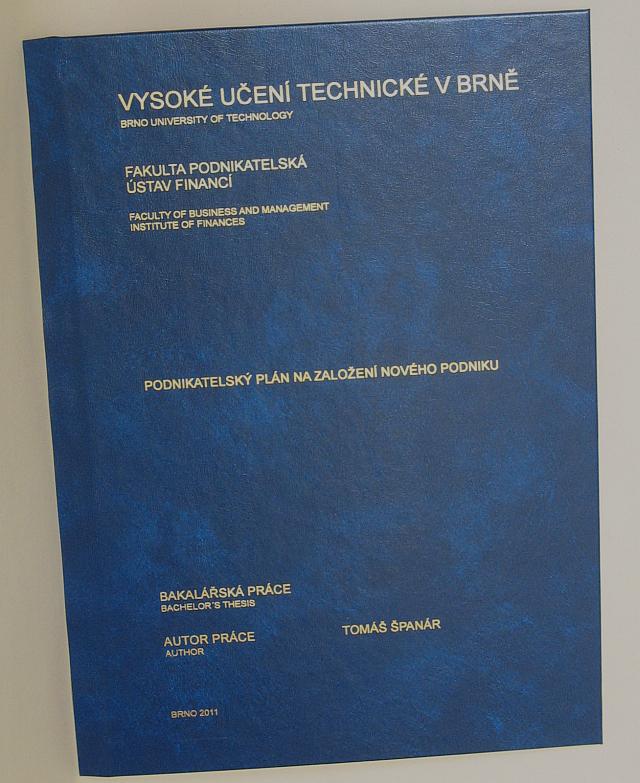 VYSOKÉ UČENÍ TECHNICKÉ V BRNĚ
BRNO UNIVERSITY OF TECHNOLOGY
FAKULTA PODNIKATELSKÁ
ÚSTAV FINANCÍ
FACULTY OF BUSINESS AND MANAGEMENT
INSTITUTE OF FINANCES
PODNIKATELSKÝ PLÁN NA ZALOŽENÍ NOVÉHO PODNIKU
BAKALÁŘSKÁ PRÁCE
BACHELOR´S THESIS
AUTOR PRÁCE TOMÁŠ ŠPANÁR
AUTHOR
BRNO 2011